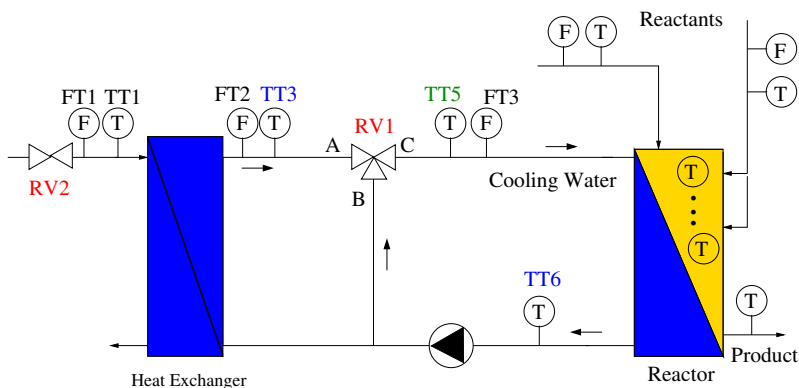 Reactants
F T
F
T
FT1 TT1 FT2 TT3 TT5 FT3
F T F T T F
RV1
A C
B
RV2
Cooling Water
T
T
TT6
T
T
Product
Heat Exchanger
Reactor